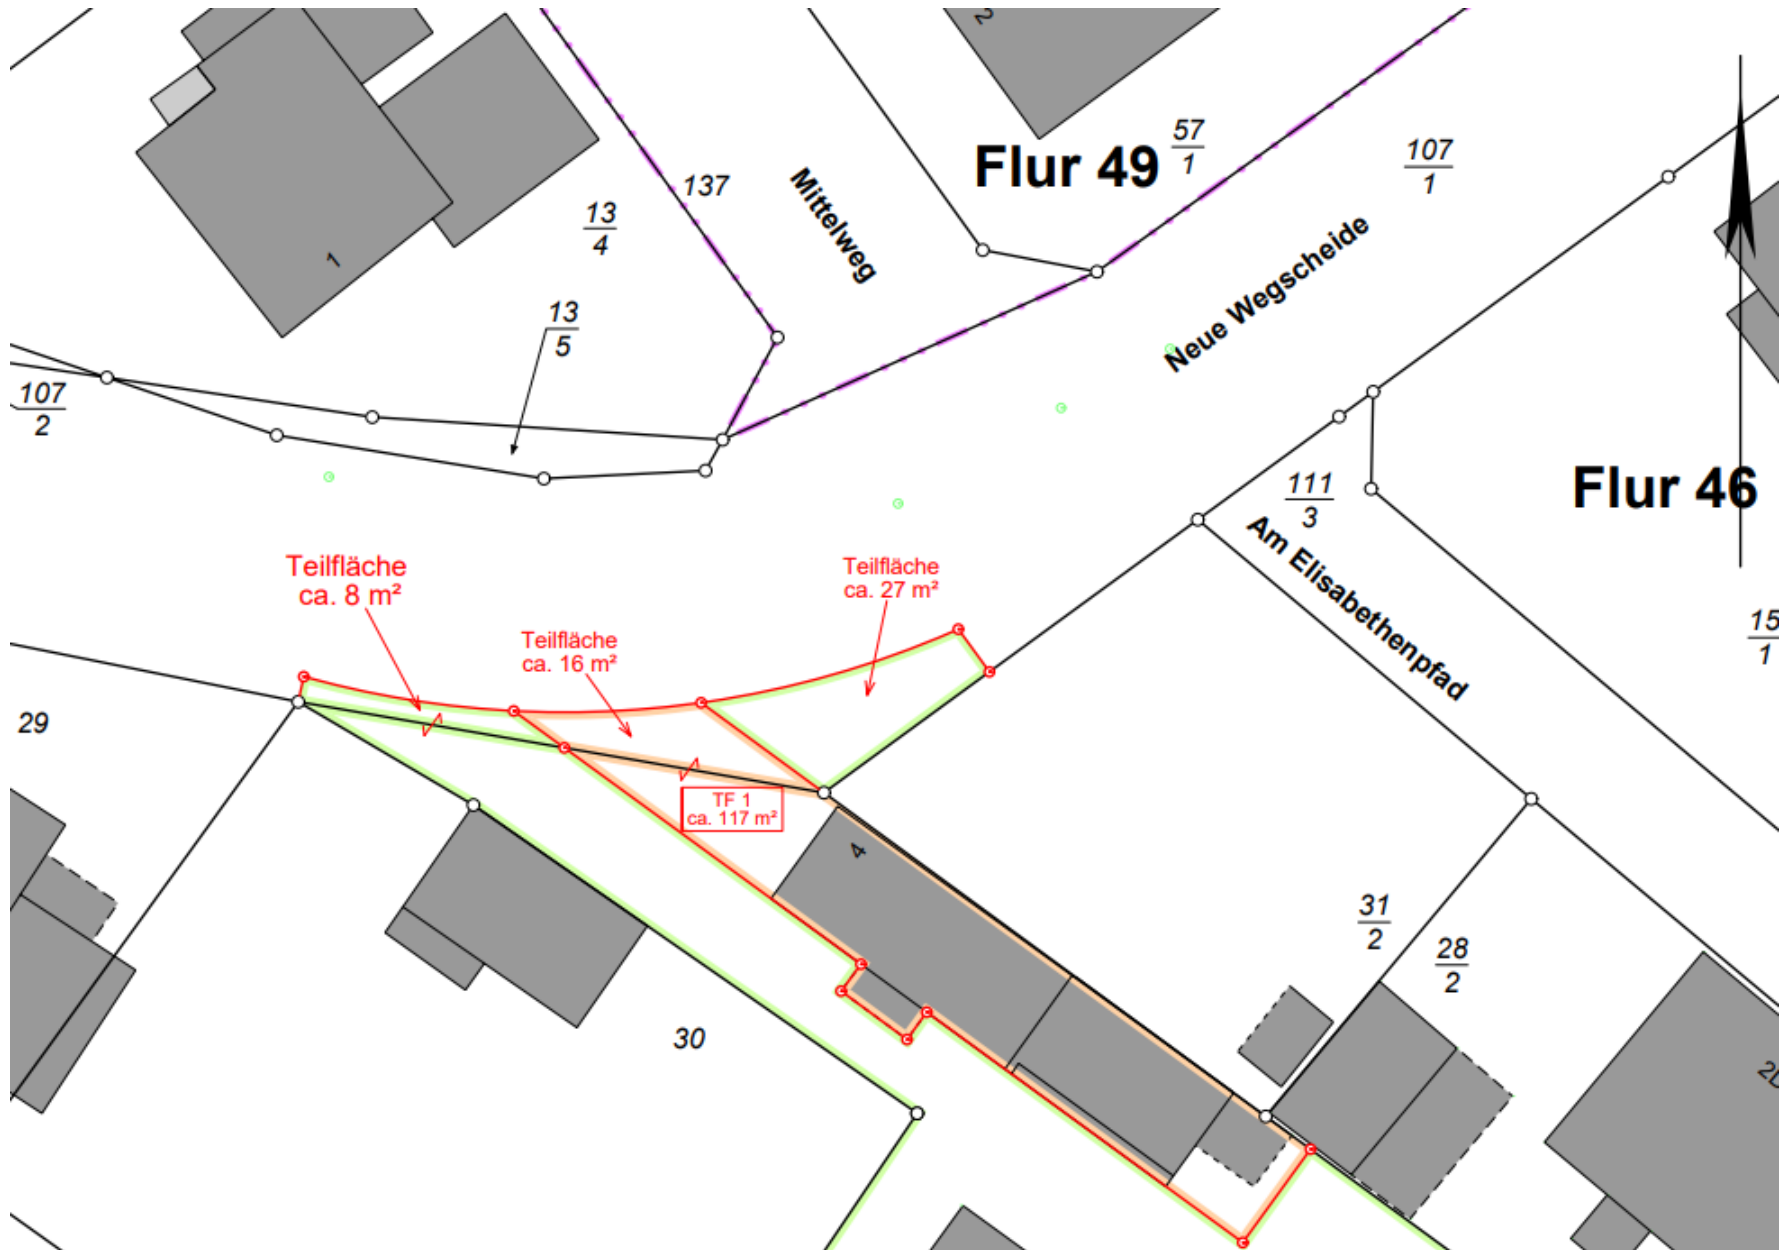 2
57
1
Flur 49
107
1
137
Mittelweg
13
4
1
Neue Wegscheide
13
5
107
2
Flur 46
111
3
Am Elisabethenpfad
Teilfläche
ca. 8 m²
Teilfläche
ca. 27 m²
Teilfläche
ca. 16 m²
15
1
29
TF 1
ca. 117 m²
4
31
2
28
2
30